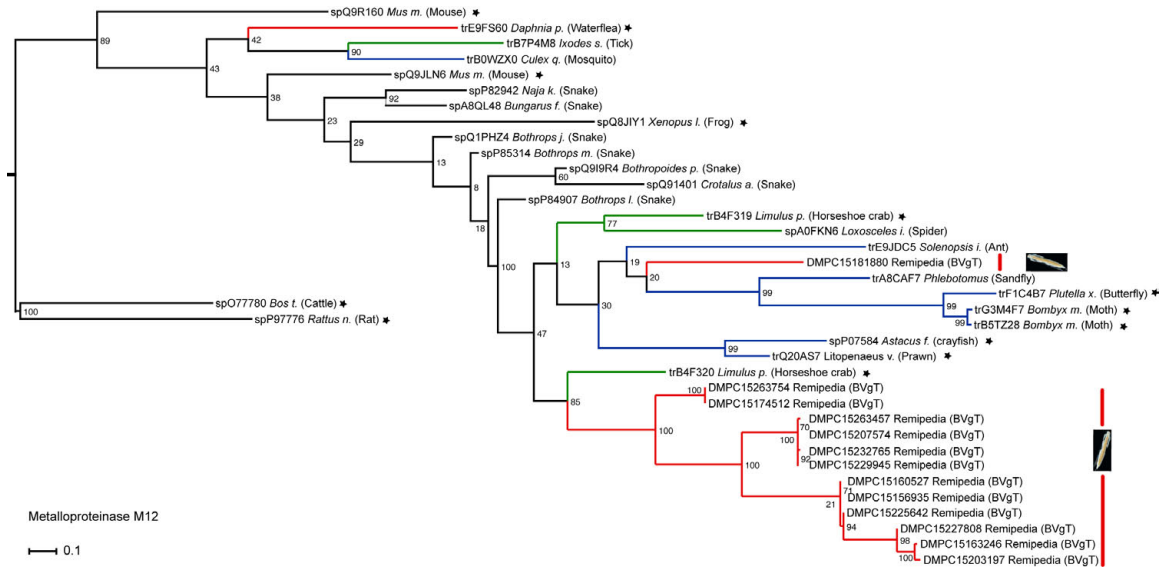 spQ9R160 Mus m. (Mouse) ★
89
trE9FS60 Daphnia p. (Waterflea) ★
42
trB7P4M8 Ixodes s. (Tick)
90
trB0WZX0 Culex q. (Mosquito)
43
spQ9JLN6 Mus m. (Mouse) ★
38
spP82942 Naja k. (Snake)
92
spA8QL48 Bungarus f. (Snake)
23
spQ8JIY1 Xenopus l. (Frog) ★
29
spQ1PHZ4 Bothrops j. (Snake)
13
spP85314 Bothrops m. (Snake)
8
spQ9I9R4 Bothropoides p. (Snake)
60
spQ91401 Crotalus a. (Snake)
18
spP84907 Bothrops l. (Snake)
100
trB4F319 Limulus p. (Horseshoe crab) ★
77
spA0FKN6 Loxosceles i. (Spider)
13
trE9JDC5 Solenopsis i. (Ant)
19
DMPC15181880 Remipedia (BVgT)
20
trA8CAF7 Phlebotomus (Sandfly)
99
30
trF1C4B7 Plutella x. (Butterfly) ★
99
trG3M4F7 Bombyx m. (Moth) ★
99
trB5TZ28 Bombyx m. (Moth) ★
spO77780 Bos t. (Cattle) ★
100
spP97776 Rattus n. (Rat) ★
47
spP07584 Astacus f. (crayfish) ★
99
trQ20AS7 Litopenaeus v. (Prawn) ★
trB4F320 Limulus p. (Horseshoe crab) ★
85
DMPC15263754 Remipedia (BVgT)
100
DMPC15174512 Remipedia (BVgT)
100
DMPC15263457 Remipedia (BVgT)
70
DMPC15207574 Remipedia (BVgT)
100
DMPC15232765 Remipedia (BVgT)
92
DMPC15229945 Remipedia (BVgT)
100
DMPC15160527 Remipedia (BVgT)
71
DMPC15156935 Remipedia (BVgT)
21
DMPC15225642 Remipedia (BVgT)
94
DMPC15227808 Remipedia (BVgT)
98
DMPC15163246 Remipedia (BVgT)
100
DMPC15203197 Remipedia (BVgT)
Metalloproteinase M12
0.1